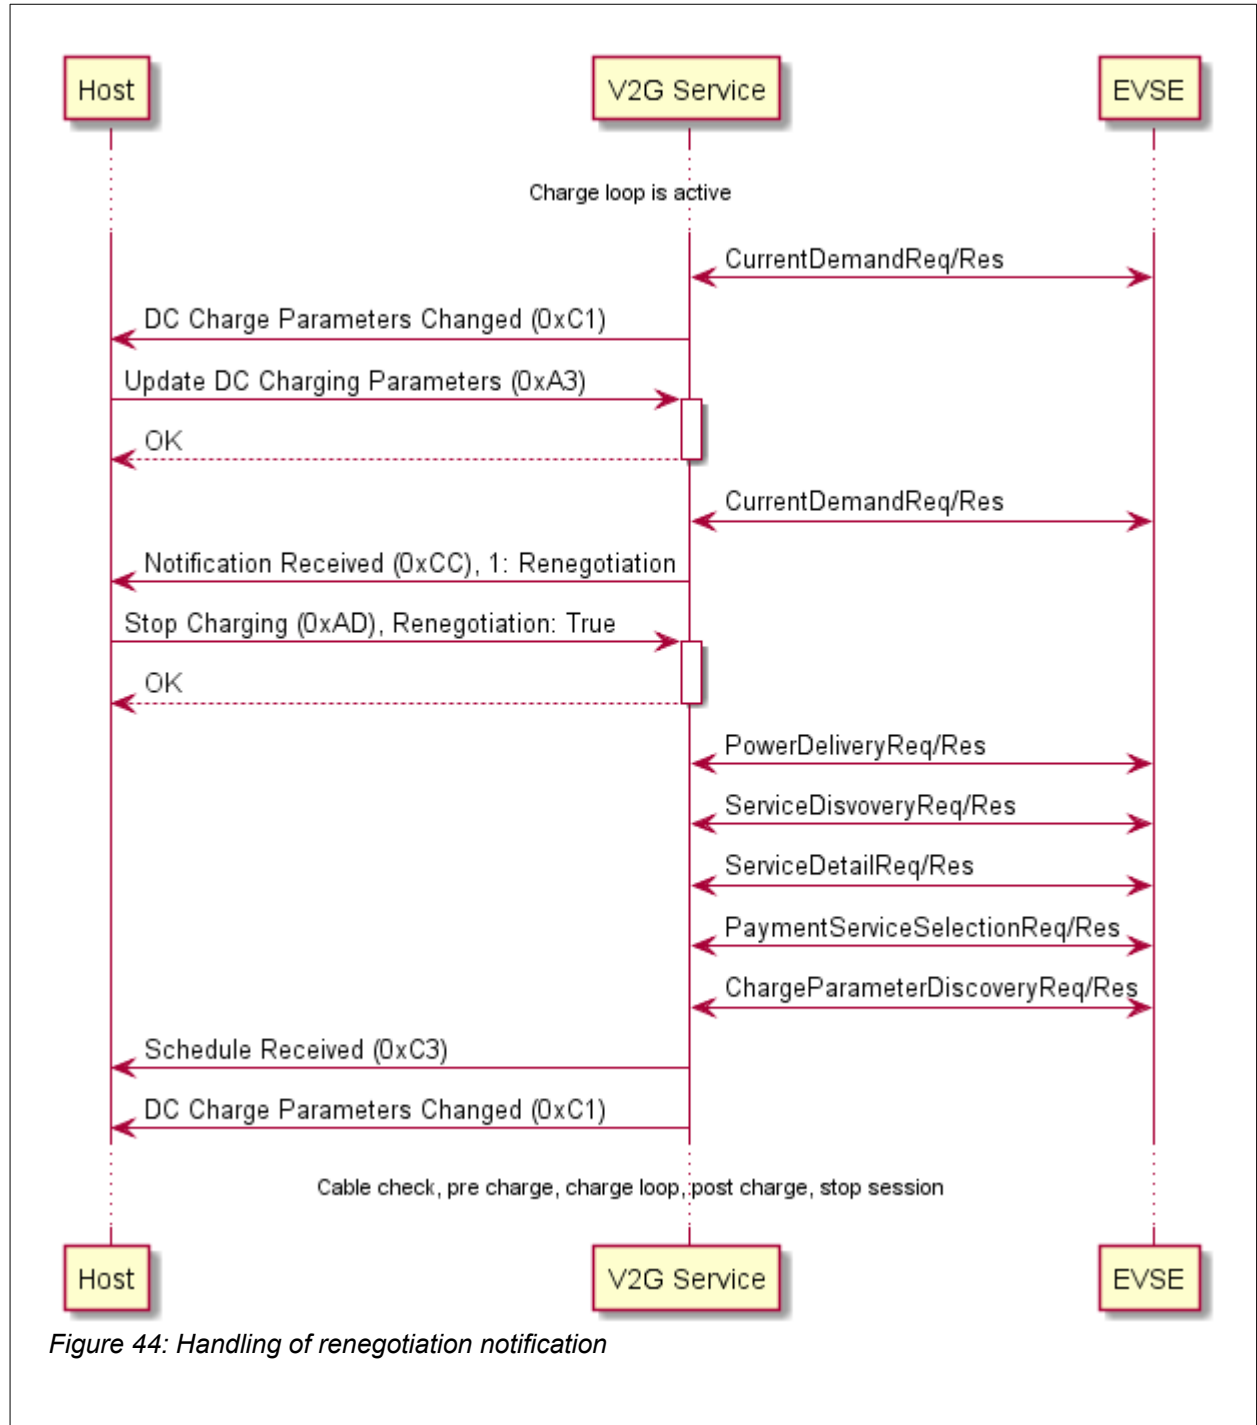 Host
V2G Service
EVSE
Charge loop is active
CurrentDemandReq/Res
DC Charge Parameters Changed (0xC1)
Update DC Charging Parameters (0xA3)
OK
CurrentDemandReq/Res
Notification Received (0xCC), 1: Renegotiation
Stop Charging (0xAD), Renegotiation: True
OK
PowerDeliveryReq/Res
ServiceDisvoveryReq/Res
ServiceDetailReq/Res
PaymentServiceSelectionReq/Res
ChargeParameterDiscoveryReq/Res
Schedule Received (0xC3)
DC Charge Parameters Changed (0xC1)
Cable check, pre charge, charge loop, post charge, stop session
Host
V2G Service
EVSE
Figure 44: Handling of renegotiation notification